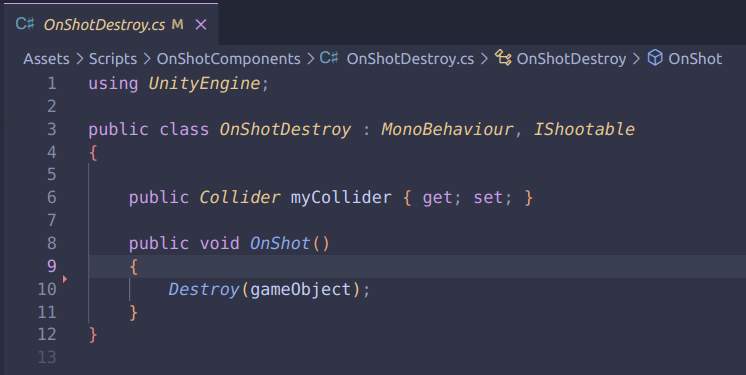 C# OnShotDestroy.cs M ×
Assets > Scripts > OnShotComponents > C# OnShotDestroy.cs > OnShotDestroy > OnShot
1 using UnityEngine;
2
3 public class OnShotDestroy : MonoBehaviour, IShootable
4 {
5
6     public Collider myCollider { get; set; }
7
8     public void OnShot()
9     {
10         Destroy(gameObject);
11     }
12 }
13